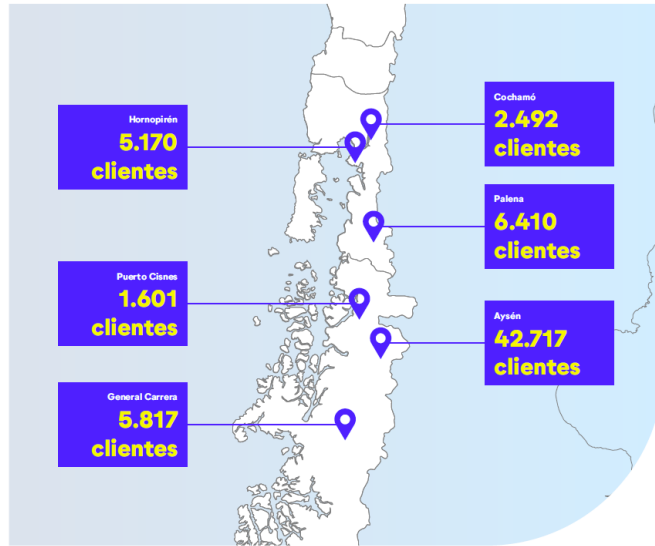 Hornopirén
5.170
clientes
Puerto Cisnes
1.601
clientes
General Carrera
5.817
clientes
Cochamó
2.492
clientes
Palena
6.410
clientes
Aysén
42.717
clientes